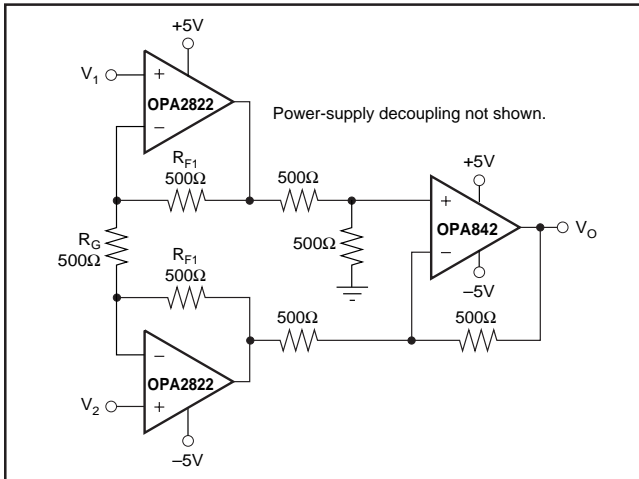 +5V
V1
+
OPA2822
−
Power-supply decoupling not shown.
RF1
500Ω
500Ω
+5V
+
OPA842
−
VO
−5V
500Ω
RG
500Ω
RF1
500Ω
500Ω
500Ω
−
OPA2822
+
V2
−5V